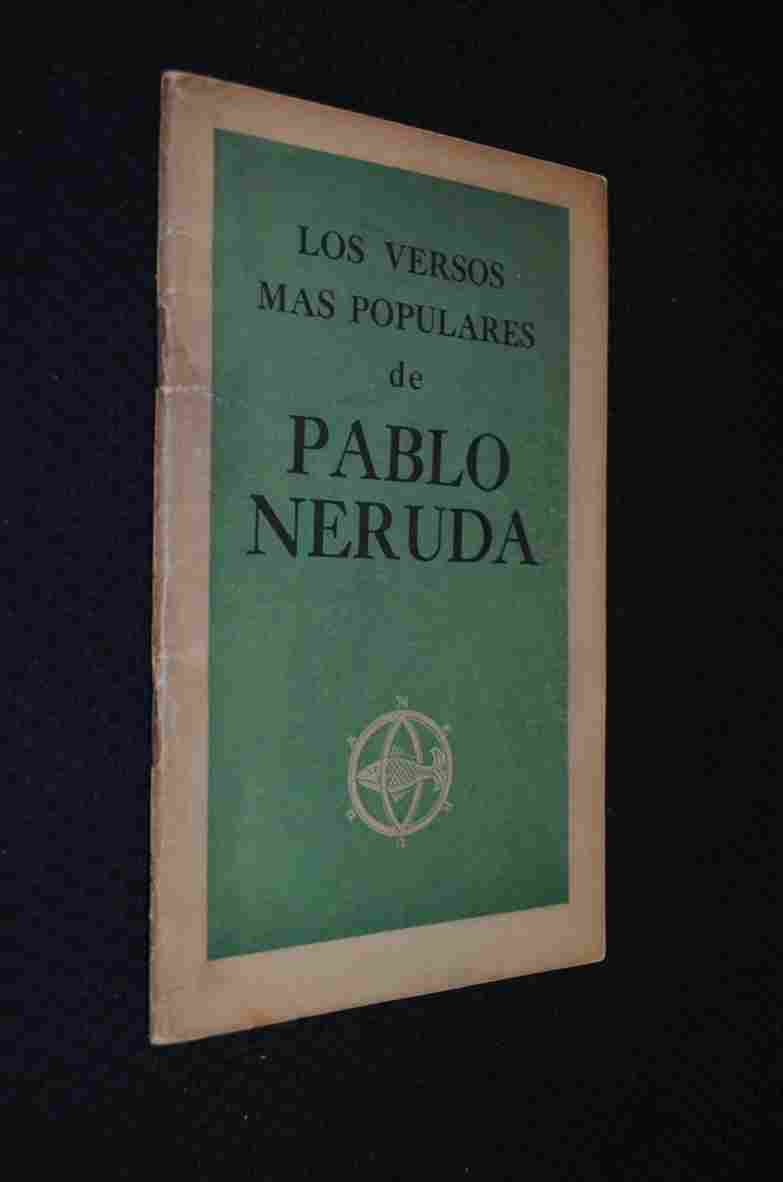 LOS VERSOS
MAS POPULARES
de
PABLO
NERUDA